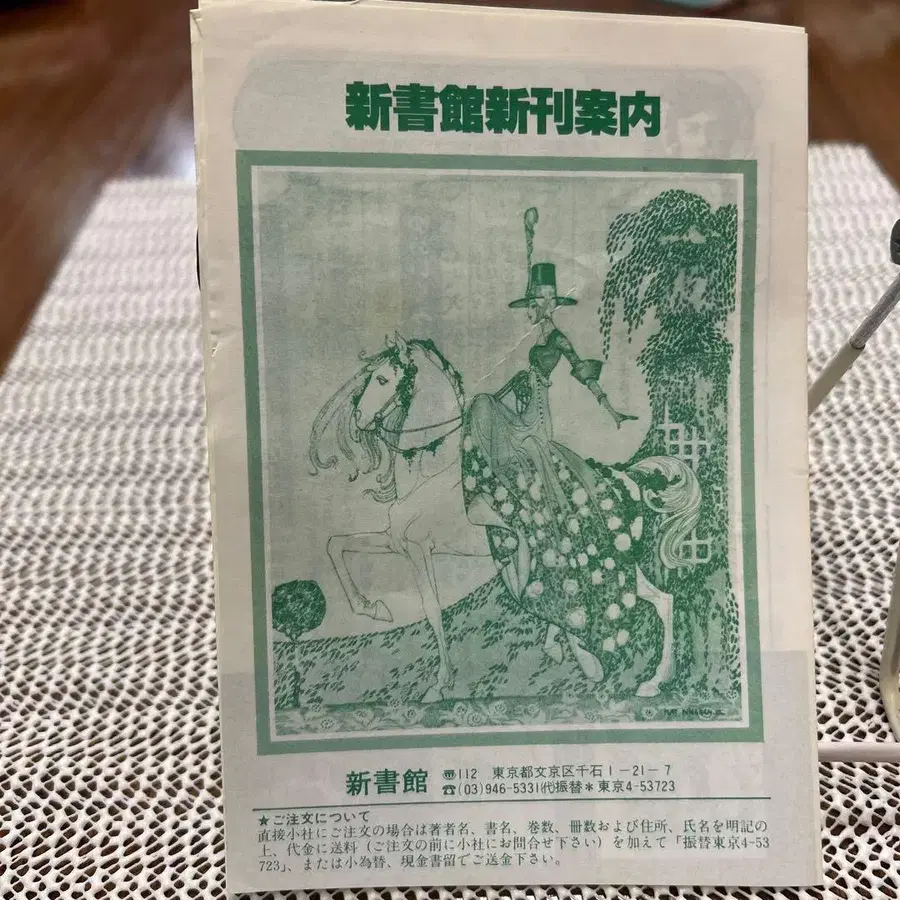 新書館新刊案内
新書館
〠112 東京都文京区千石1−21−7
☎(03)946-5331㈹振替＊東京4-53723
★ご注文について
直接小社にご注文の場合は著者名、書名、巻数、冊数および住所、氏名を明記の
上、代金に送料（ご注文の前に小社にお問合せ下さい）を加えて「振替東京4-53
723」、または小為替、現金書留でご送金下さい。